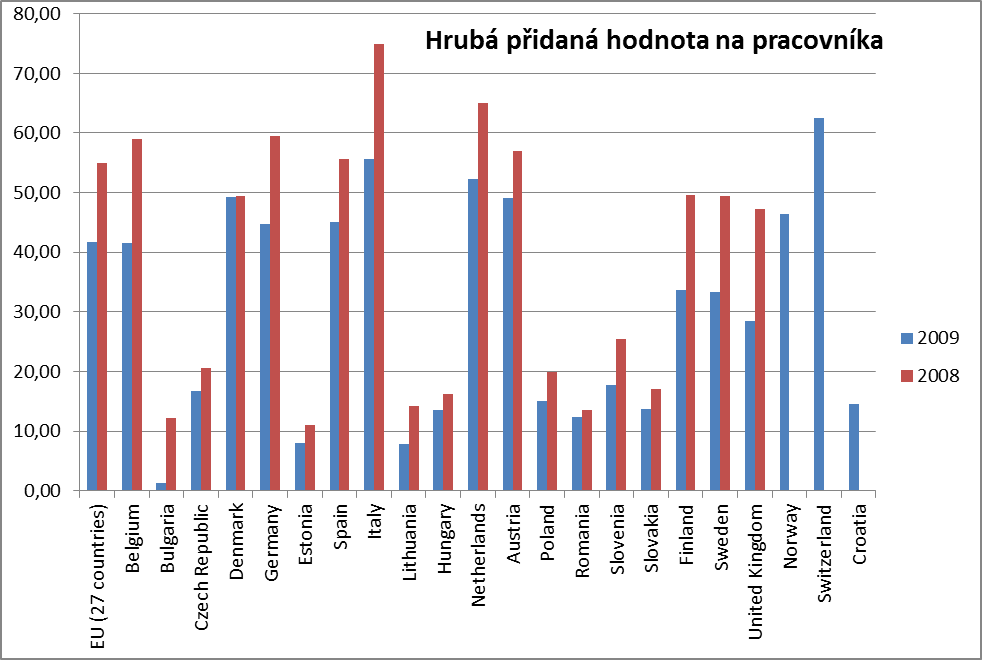 Hrubá přidaná hodnota na pracovníka
80,00
70,00
60,00
50,00
40,00
30,00
20,00
10,00
0,00
2009
2008
EU (27 countries)
Belgium
Bulgaria
Czech Republic
Denmark
Germany
Estonia
Spain
Italy
Lithuania
Hungary
Netherlands
Austria
Poland
Romania
Slovenia
Slovakia
Finland
Sweden
United Kingdom
Norway
Switzerland
Croatia